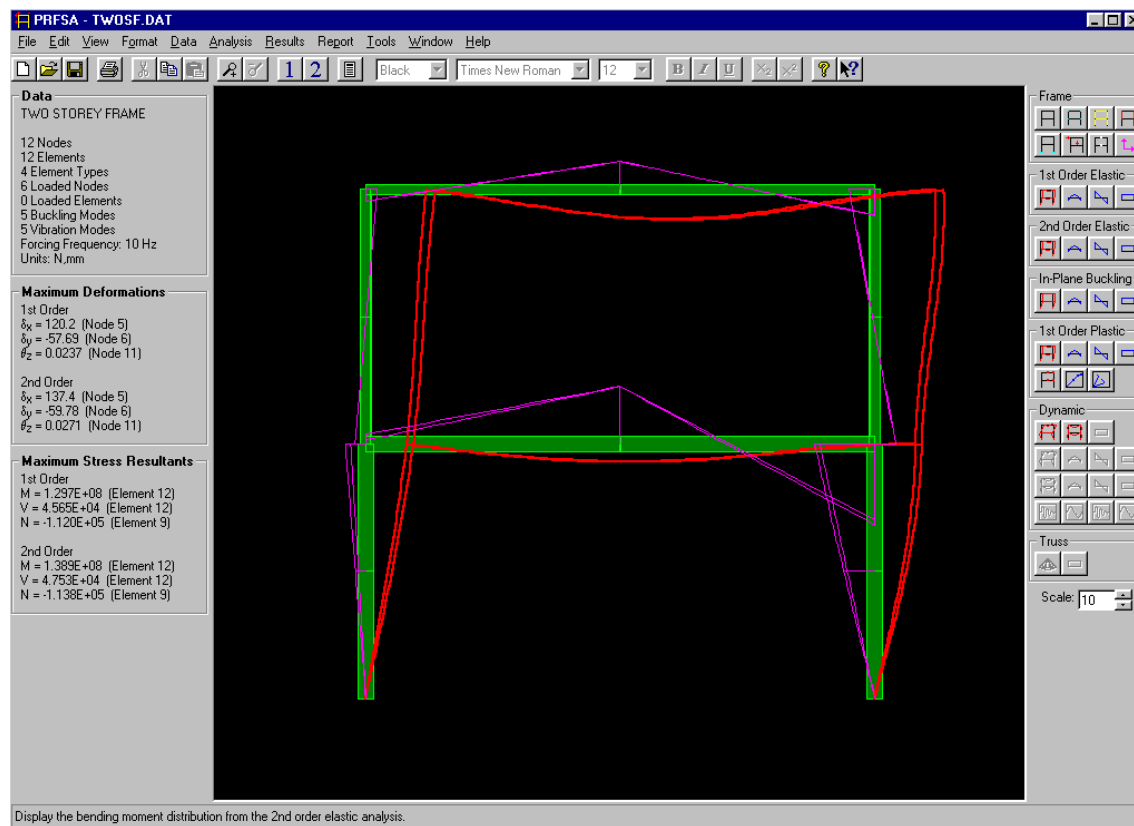 PRFSA - TWOSF.DAT
File Edit View Format Data Analysis Results Report Tools Window Help
1 2 Black Times New Roman 12 B I U X₂ x² ? ?
Data
TWO STOREY FRAME
12 Nodes
12 Elements
4 Element Types
6 Loaded Nodes
0 Loaded Elements
5 Buckling Modes
5 Vibration Modes
Forcing Frequency: 10 Hz
Units: N,mm
Maximum Deformations
1st Order
δx = 120.2 (Node 5)
δy = -57.69 (Node 6)
θz = 0.0237 (Node 11)
2nd Order
δx = 137.4 (Node 5)
δy = -59.78 (Node 6)
θz = 0.0271 (Node 11)
Maximum Stress Resultants
1st Order
M = 1.297E+08 (Element 12)
V = 4.565E+04 (Element 12)
N = -1.120E+05 (Element 9)
2nd Order
M = 1.389E+08 (Element 12)
V = 4.753E+04 (Element 12)
N = -1.138E+05 (Element 9)
Frame
1st Order Elastic
2nd Order Elastic
In-Plane Buckling
1st Order Plastic
Dynamic
Truss
Scale: 10
Display the bending moment distribution from the 2nd order elastic analysis.